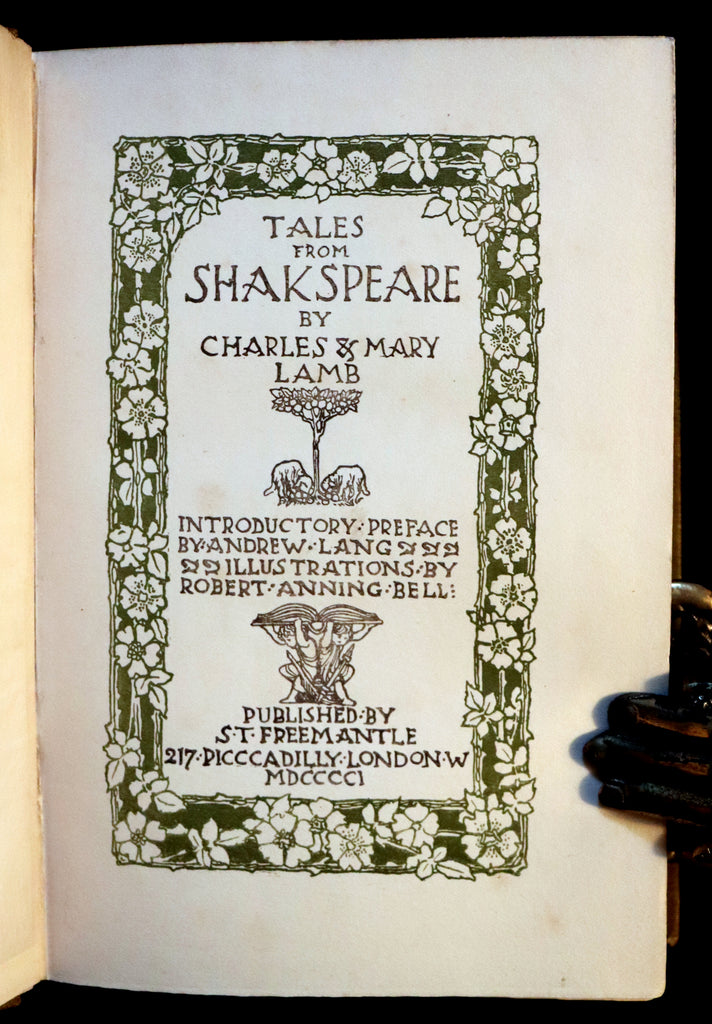 TALES
FROM
SHAKSPEARE
BY
CHARLES & MARY
LAMB
INTRODUCTORY·PREFACE
BY·ANDREW·LANG
ILLUSTRATIONS·BY
ROBERT·ANNING·BELL:
PUBLISHED·BY
S·T·FREEMANTLE
217·PICCCADILLY·LONDON·W
MDCCCCI